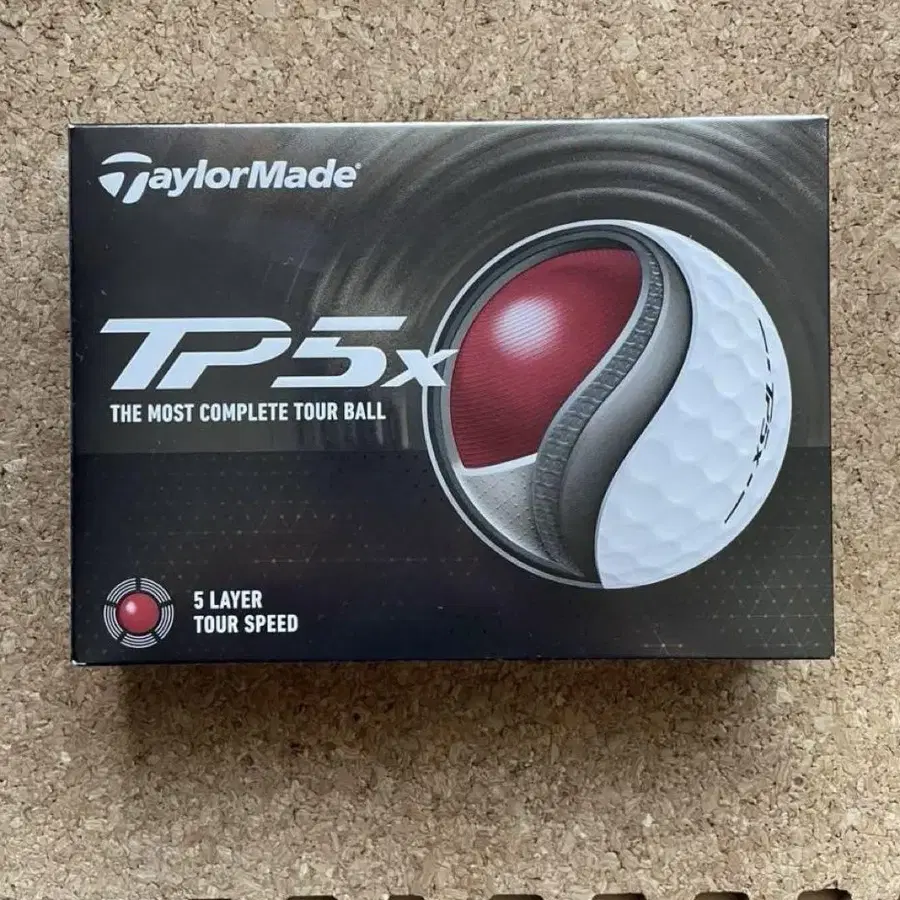 TaylorMade®
TP5x
THE MOST COMPLETE TOUR BALL
TP5x
5 LAYER
TOUR SPEED